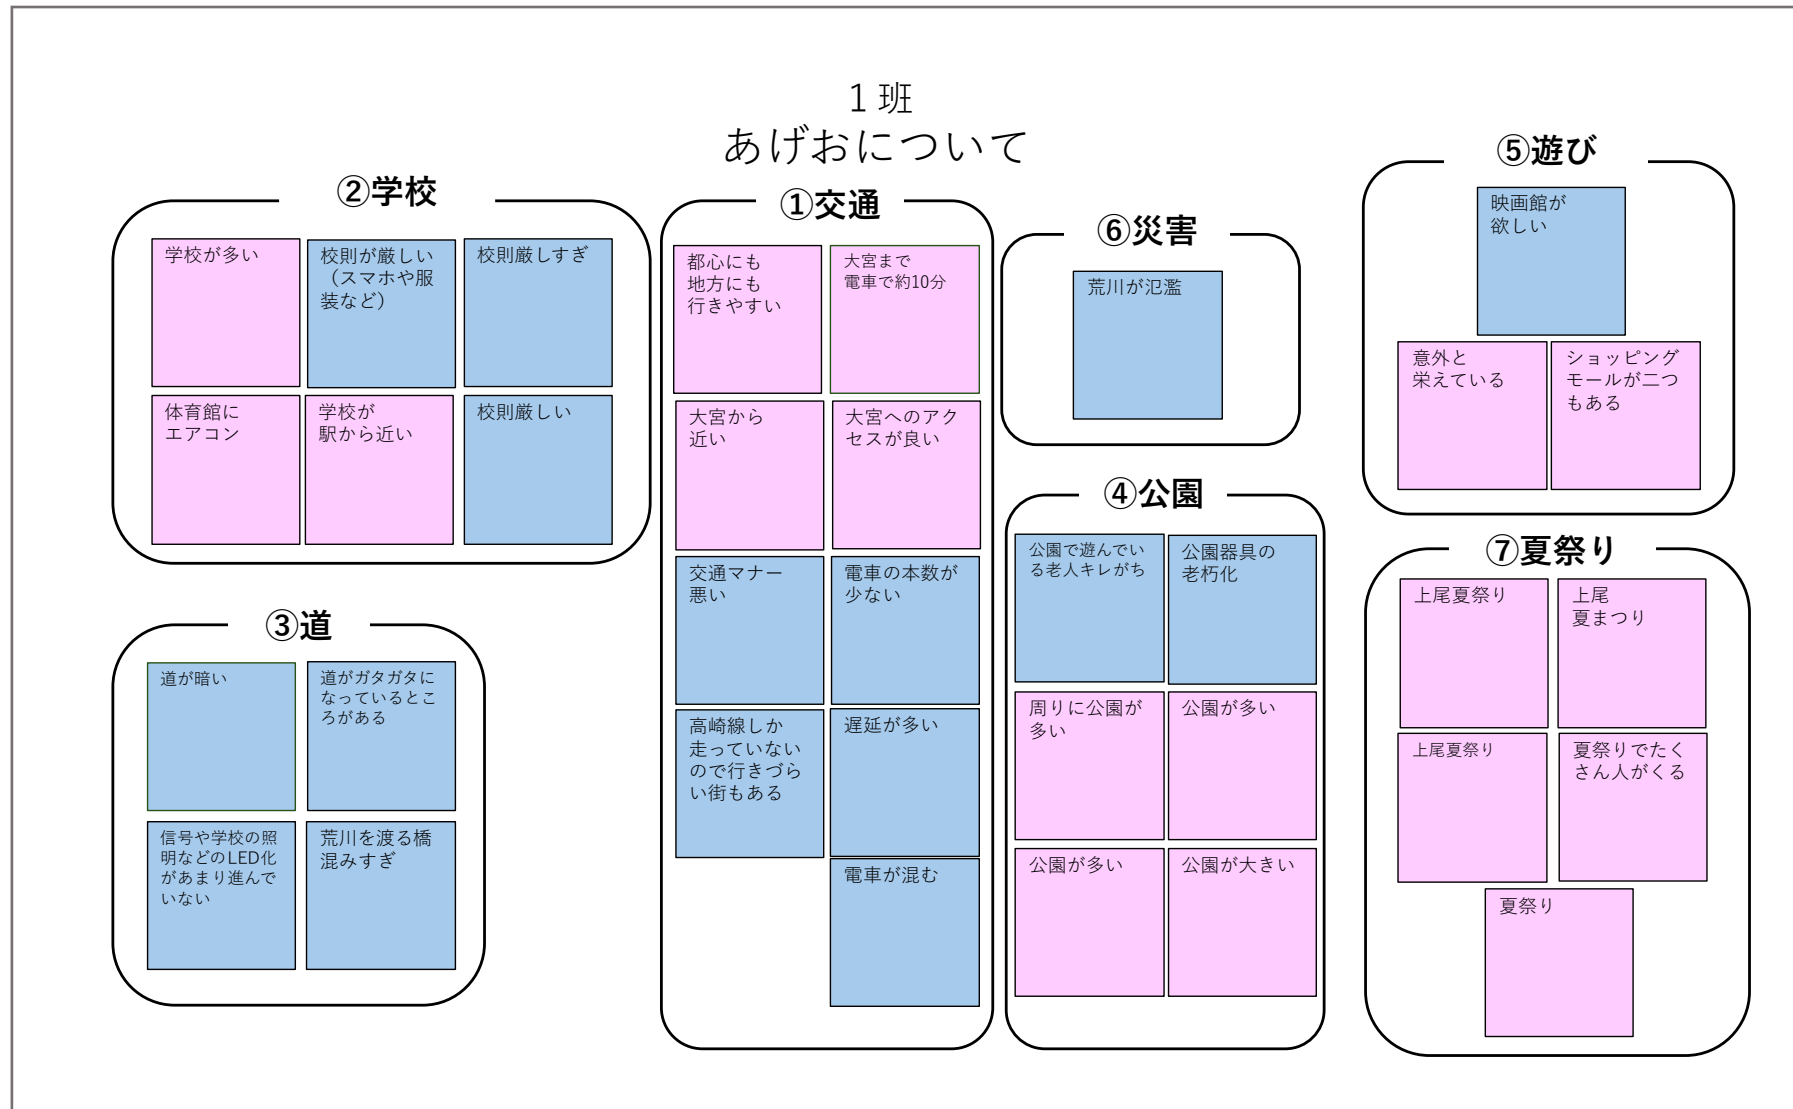 １班
あげおについて
②学校
学校が多い
校則が厳しい
（スマホや服
装など）
校則厳しすぎ
体育館に
エアコン
学校が
駅から近い
校則厳しい
①交通
都心にも
地方にも
行きやすい
大宮まで
電車で約10分
大宮から
近い
大宮へのアク
セスが良い
交通マナー
悪い
電車の本数が
少ない
高崎線しか
走っていない
ので行きづら
い街もある
遅延が多い
電車が混む
③道
道が暗い
道がガタガタに
なっているとこ
ろがある
信号や学校の照
明などのLED化
があまり進んで
いない
荒川を渡る橋
混みすぎ
⑥災害
荒川が氾濫
④公園
公園で遊んでい
る老人キレがち
公園器具の
老朽化
周りに公園が
多い
公園が多い
公園が多い
公園が大きい
⑤遊び
映画館が
欲しい
意外と
栄えている
ショッピング
モールが二つ
もある
⑦夏祭り
上尾夏祭り
上尾
夏まつり
上尾夏祭り
夏祭りでたく
さん人がくる
夏祭り